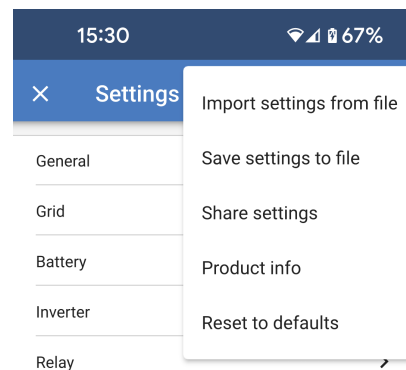 15:30 67%
Settings
Import settings from file
Save settings to file
Share settings
Product info
Reset to defaults
General
Grid
Battery
Inverter
Relay